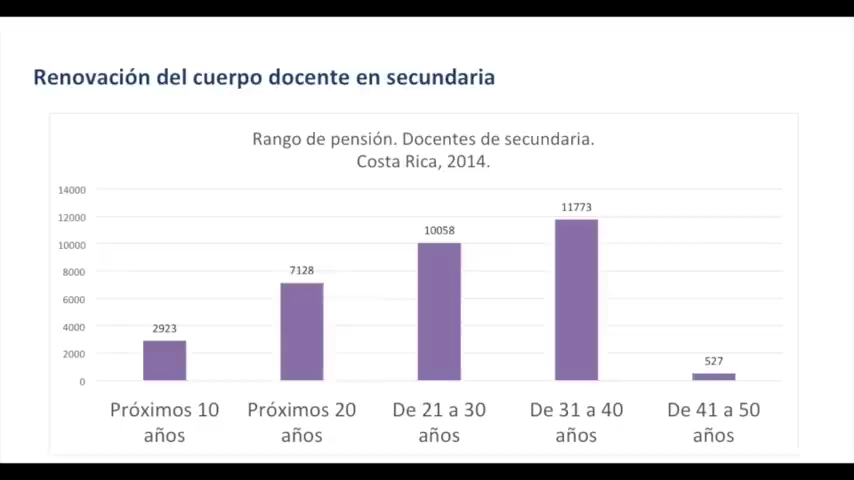 Renovación del cuerpo docente en secundaria
Rango de pensión. Docentes de secundaria.
Costa Rica, 2014.
14000
12000
10000
8000
6000
4000
2000
0
2923
7128
10058
11773
527
Próximos 10 años
Próximos 20 años
De 21 a 30 años
De 31 a 40 años
De 41 a 50 años